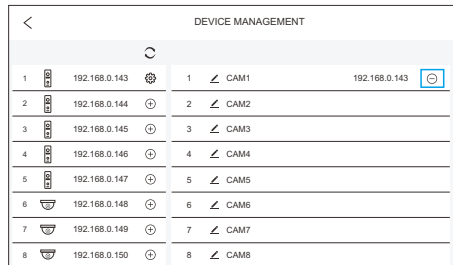 DEVICE MANAGEMENT
1 192.168.0.143 1 CAM1 192.168.0.143
2 192.168.0.144 2 CAM2
3 192.168.0.145 3 CAM3
4 192.168.0.146 4 CAM4
5 192.168.0.147 5 CAM5
6 192.168.0.148 6 CAM6
7 192.168.0.149 7 CAM7
8 192.168.0.150 8 CAM8